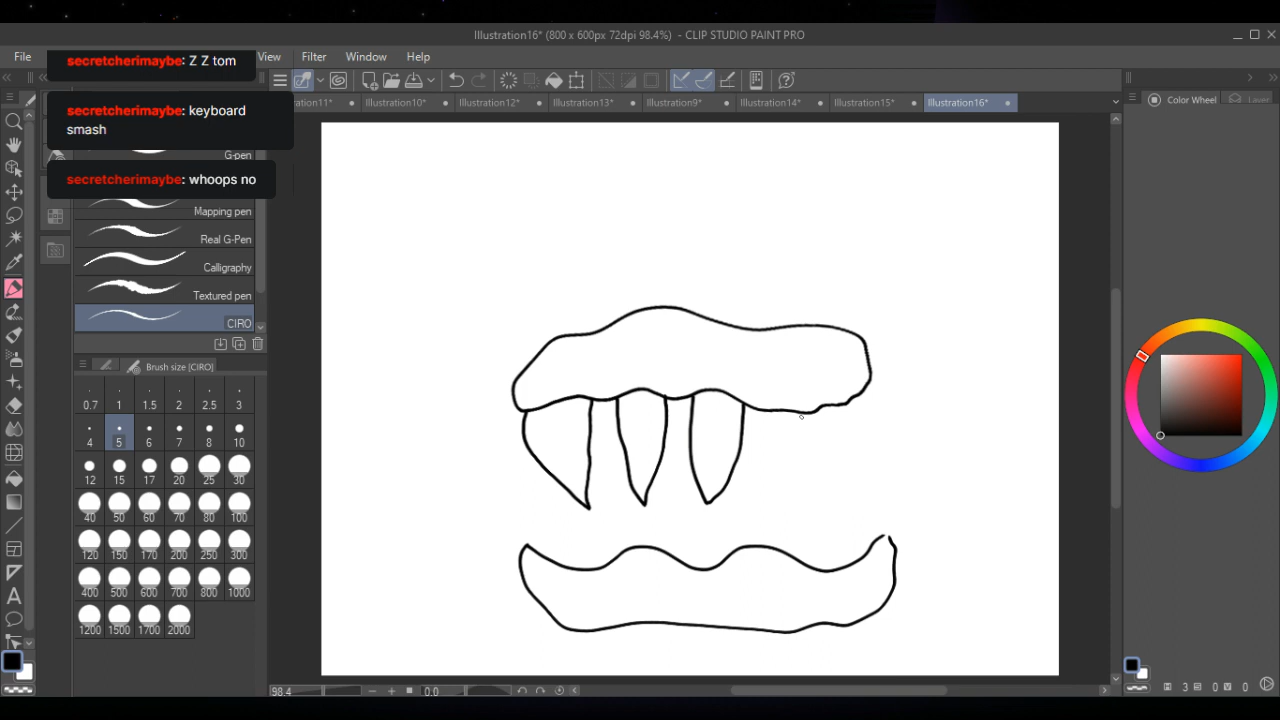 Illustration16* (800 x 600px 72dpi 98.4%) - CLIP STUDIO PAINT PRO
File
View
Filter
Window
Help
secretcherimaybe: Z Z tom
secretcherimaybe: keyboard
smash
secretcherimaybe: whoops no
Illustration10*
Illustration12*
Illustration13*
Illustration9*
Illustration14*
Illustration15*
Illustration16*
Color Wheel
Layer
G-pen
Mapping pen
Real G-Pen
Calligraphy
Textured pen
CIRO
Brush size [CIRO]
0.7 1 1.5 2 2.5 3
4 5 6 7 8 10
12 15 17 20 25 30
40 50 60 70 80 100
120 150 170 200 250 300
400 500 600 700 800 1000
1200 1500 1700 2000
98.4
0.0
3 0 0